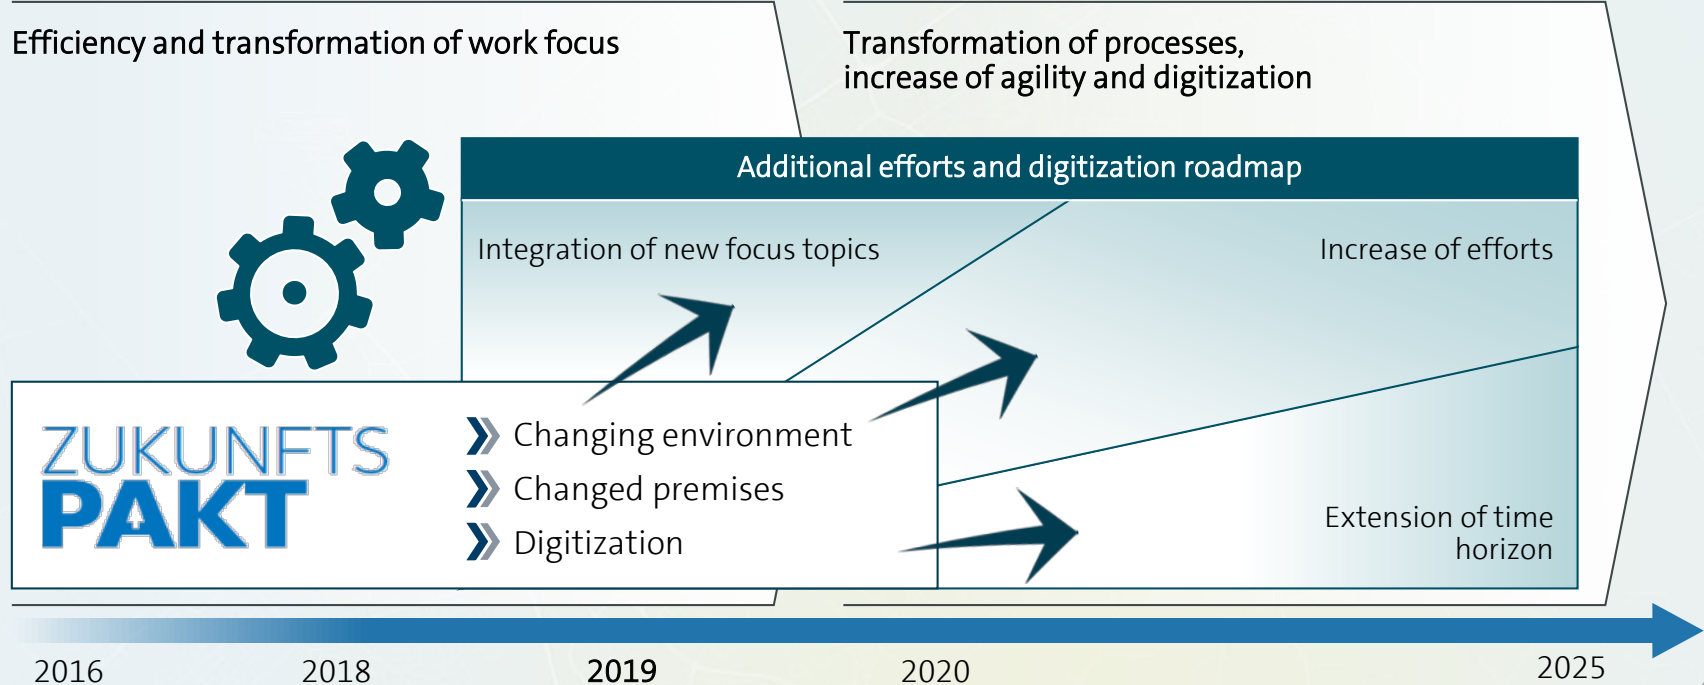 Efficiency and transformation of work focus
Transformation of processes,
increase of agility and digitization
Additional efforts and digitization roadmap
Integration of new focus topics
Increase of efforts
ZUKUNFTS
PAKT
Changing environment
Changed premises
Digitization
Extension of time
horizon
2016
2018
2019
2020
2025